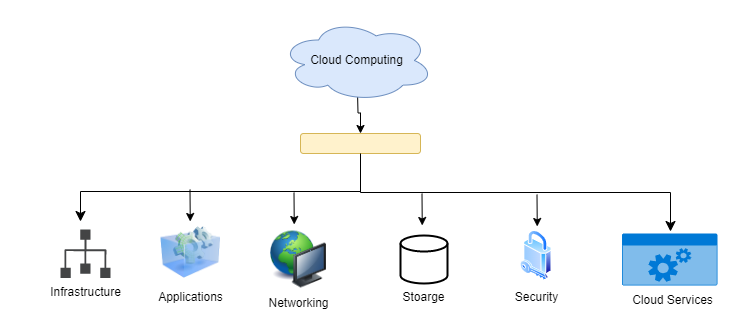 Cloud Computing
Infrastructure
Applications
Networking
Stoarge
Security
Cloud Services